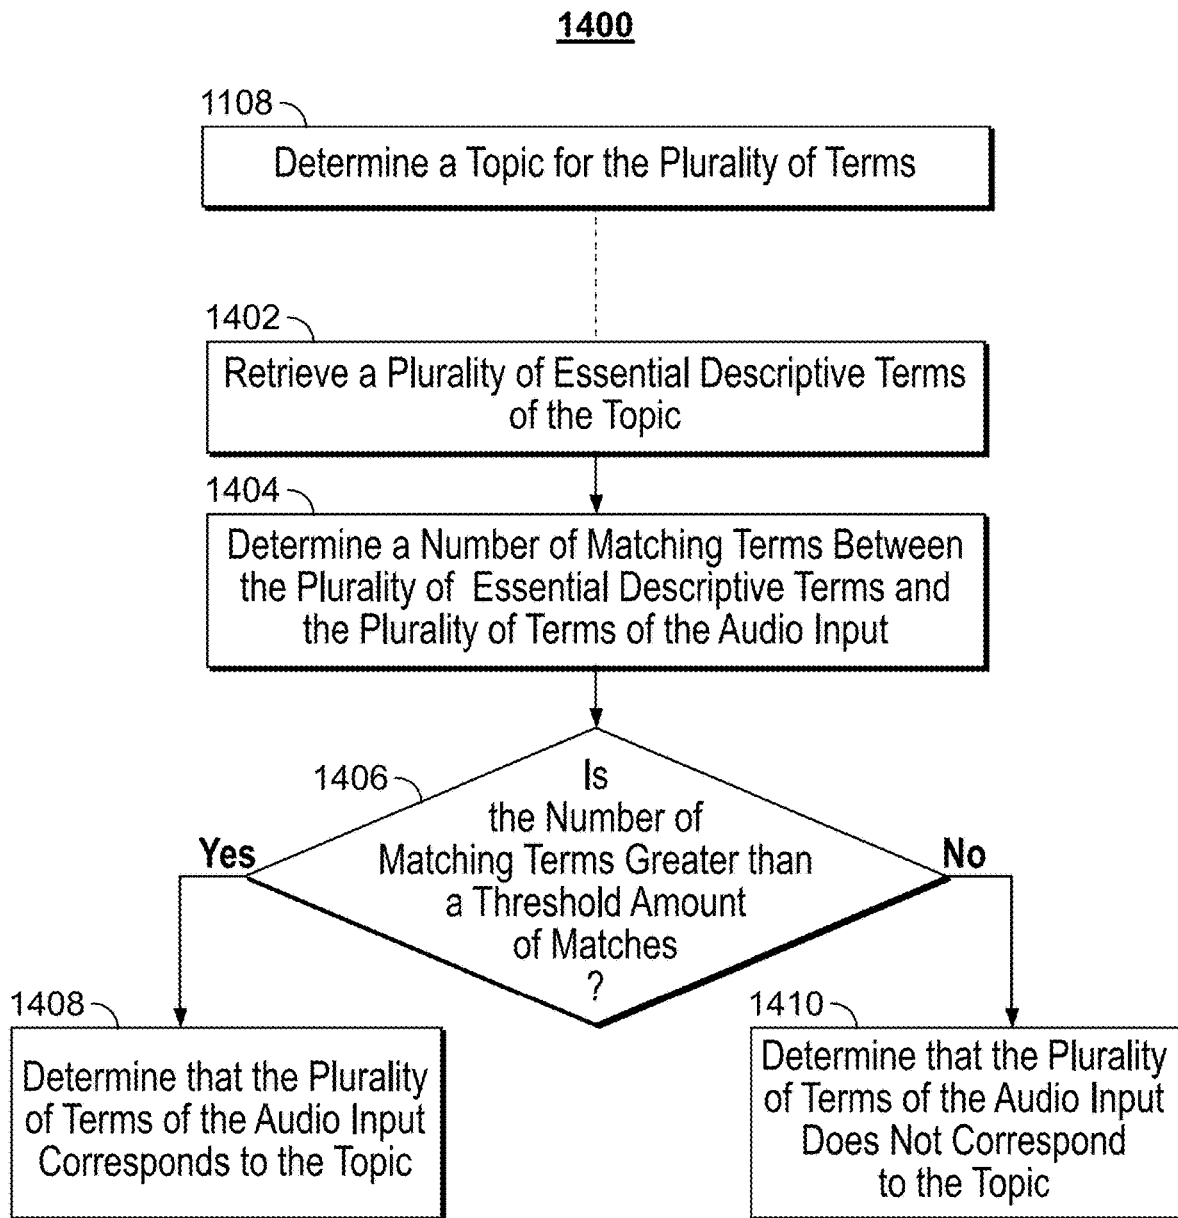 1400
1108
Determine a Topic for the Plurality of Terms
1402
Retrieve a Plurality of Essential Descriptive Terms
of the Topic
1404
Determine a Number of Matching Terms Between
the Plurality of Essential Descriptive Terms and
the Plurality of Terms of the Audio Input
1406
Is
the Number of
Matching Terms Greater than
a Threshold Amount
of Matches
?
Yes
No
1408
Determine that the Plurality
of Terms of the Audio Input
Corresponds to the Topic
1410
Determine that the Plurality
of Terms of the Audio Input
Does Not Correspond
to the Topic